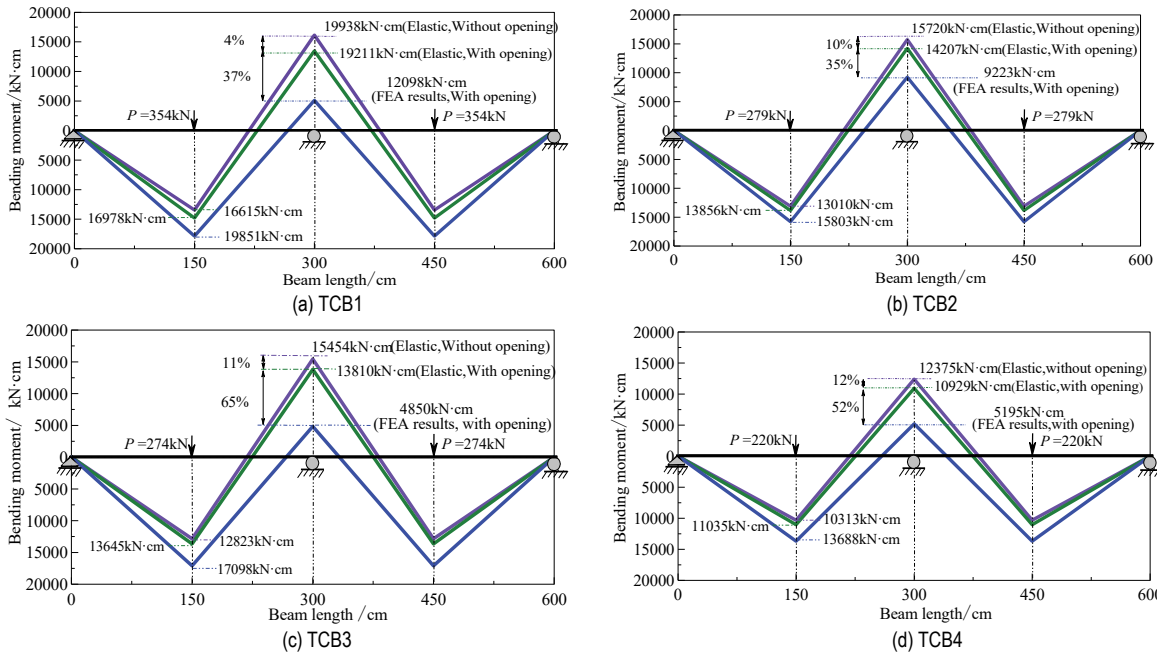 Bending moment/kN·cm
20000
15000
10000
5000
0
5000
10000
15000
20000
4%
37%
19938kN·cm(Elastic,Without opening)
19211kN·cm(Elastic,With opening)
12098kN·cm
(FEA results,With opening)
P =354kN
P =354kN
16978kN·cm
16615kN·cm
19851kN·cm
0 150 300 450 600
Beam length/cm
(a) TCB1
Bending moment/kN·cm
20000
15000
10000
5000
0
5000
10000
15000
20000
10%
35%
15720kN·cm(Elastic,Without opening)
14207kN·cm(Elastic,With opening)
9223kN·cm
(FEA results,With opening)
P =279kN
P =279kN
13856kN·cm
13010kN·cm
15803kN·cm
0 150 300 450 600
Beam length/cm
(b) TCB2
Bending moment/ kN·cm
20000
15000
10000
5000
0
5000
10000
15000
20000
11%
65%
15454kN·cm(Elastic,Without opening)
13810kN·cm(Elastic,With opening)
4850kN·cm
(FEA results, with opening)
P =274kN
P =274kN
13645kN·cm
12823kN·cm
17098kN·cm
0 150 300 450 600
Beam length/ cm
(c) TCB3
Bending moment/kN·cm
20000
15000
10000
5000
0
5000
10000
15000
20000
12%
52%
12375kN·cm(Elastic,without opening)
10929kN·cm(Elastic,with opening)
5195kN·cm
(FEA results,with opening)
P =220kN
P =220kN
11035kN·cm
10313kN·cm
13688kN·cm
0 150 300 450 600
Beam length/cm
(d) TCB4